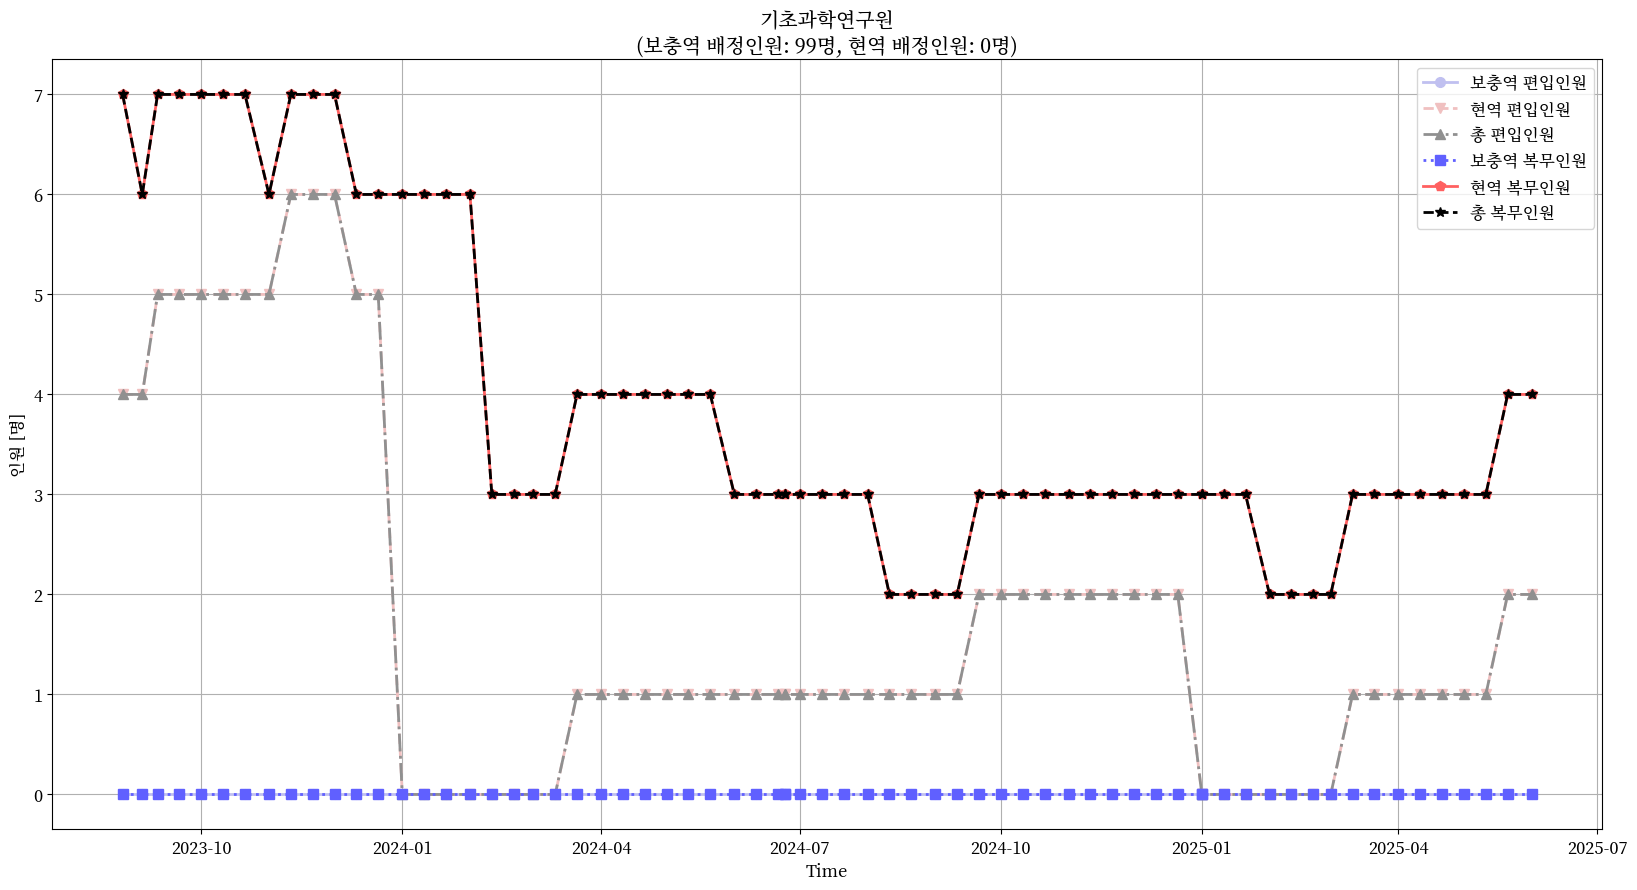 기초과학연구원
(보충역 배정인원: 99명, 현역 배정인원: 0명)
보충역 편입인원
현역 편입인원
총 편입인원
보충역 복무인원
현역 복무인원
총 복무인원
7
6
5
4
3
2
1
0
인원 [명]
2023-10
2024-01
2024-04
2024-07
2024-10
2025-01
2025-04
2025-07
Time